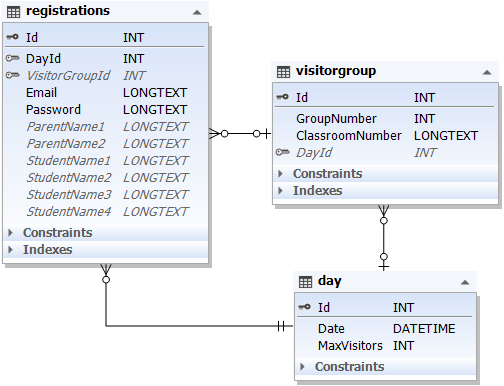 registrations
Id INT
DayId INT
VisitorGroupId INT
Email LONGTEXT
Password LONGTEXT
ParentName1 LONGTEXT
ParentName2 LONGTEXT
StudentName1 LONGTEXT
StudentName2 LONGTEXT
StudentName3 LONGTEXT
StudentName4 LONGTEXT
Constraints
Indexes
visitorgroup
Id INT
GroupNumber INT
ClassroomNumber LONGTEXT
DayId INT
Constraints
Indexes
day
Id INT
Date DATETIME
MaxVisitors INT
Constraints